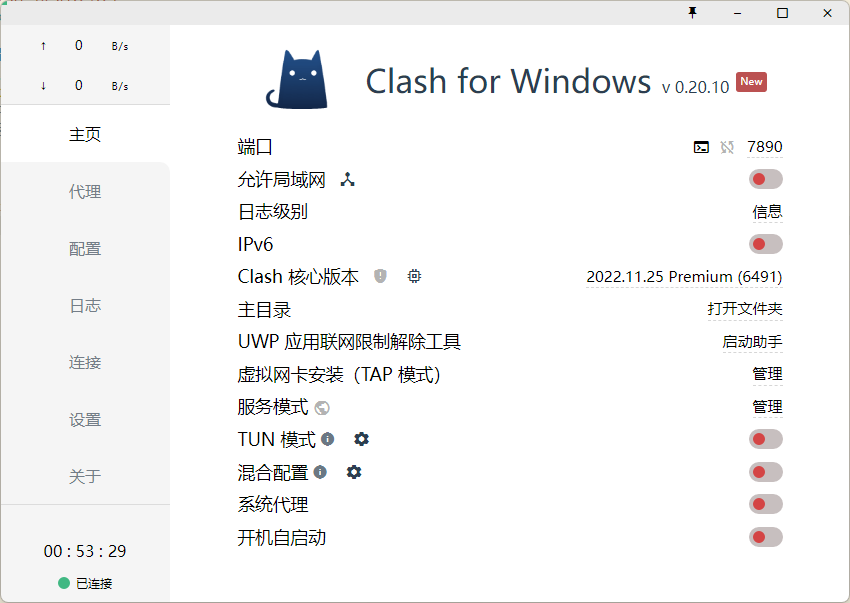 ↑ 0 B/s
↓ 0 B/s
主页
代理
配置
日志
连接
设置
关于
00 : 53 : 29
已连接
Clash for Windows v 0.20.10 New
端口 7890
允许局域网
日志级别 信息
IPv6
Clash 核心版本 2022.11.25 Premium (6491)
主目录 打开文件夹
UWP 应用联网限制解除工具 启动助手
虚拟网卡安装（TAP 模式） 管理
服务模式 管理
TUN 模式
混合配置
系统代理
开机自启动